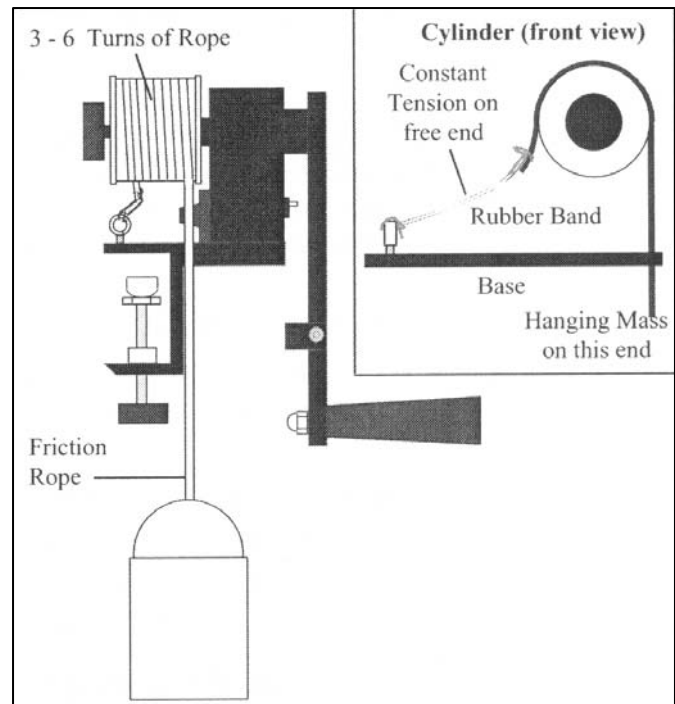 3 - 6 Turns of Rope
Friction
Rope
Cylinder (front view)
Constant
Tension on
free end
Rubber Band
Base
Hanging Mass
on this end